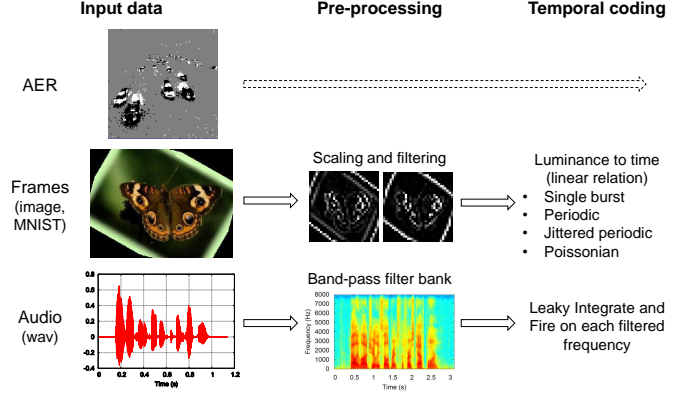 Input data
Pre-processing
Temporal coding
AER
Frames
(image,
MNIST)
Scaling and filtering
Luminance to time
(linear relation)
• Single burst
• Periodic
• Jittered periodic
• Poissonian
Audio
(wav)
0.8
0.6
0.4
0.2
0
-0.2
-0.4
0 0.2 0.4 0.6 0.8 1 1.2
Time (s)
Band-pass filter bank
8000
7000
6000
5000
4000
3000
2000
1000
0
Frequency (Hz)
0.5 1 1.5 2 2.5 3
Time (s)
Leaky Integrate and
Fire on each filtered
frequency